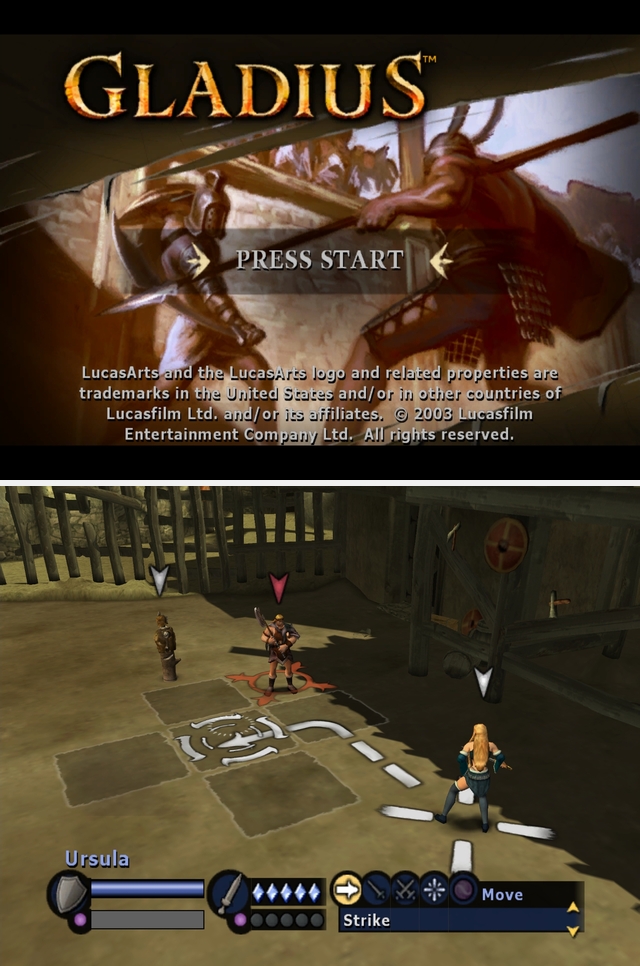 GLADIUS™
PRESS START
LucasArts and the LucasArts logo and related properties are
trademarks in the United States and/or in other countries of
Lucasfilm Ltd. and/or its affiliates. © 2003 Lucasfilm
Entertainment Company Ltd. All rights reserved.
Ursula
Move
Strike